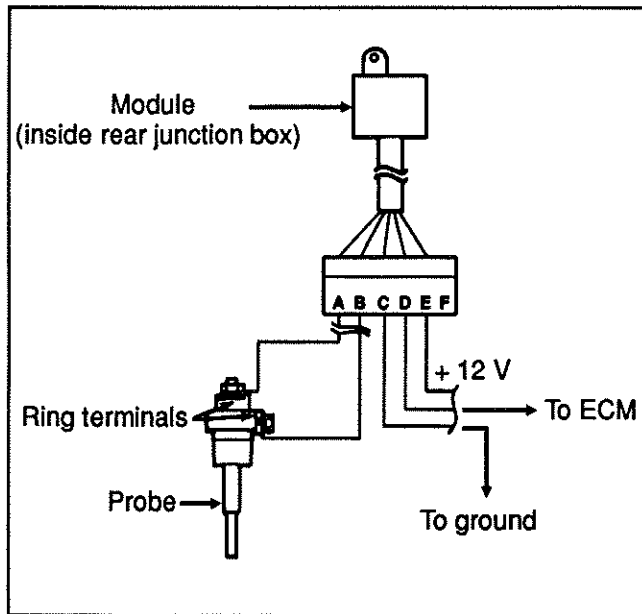 Module
(inside rear junction box)
A B C D E F
+ 12 V
Ring terminals
To ECM
Probe
To ground